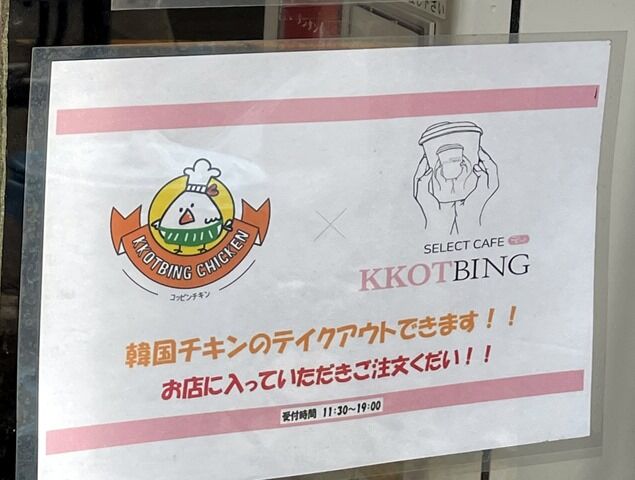 KKOTBING CHICKEN
コッピンチキン
×
SELECT CAFE
KKOTBING
韓国チキンのテイクアウトできます！！
お店に入っていただきご注文くだい！！
受付時間 11:30～19:00